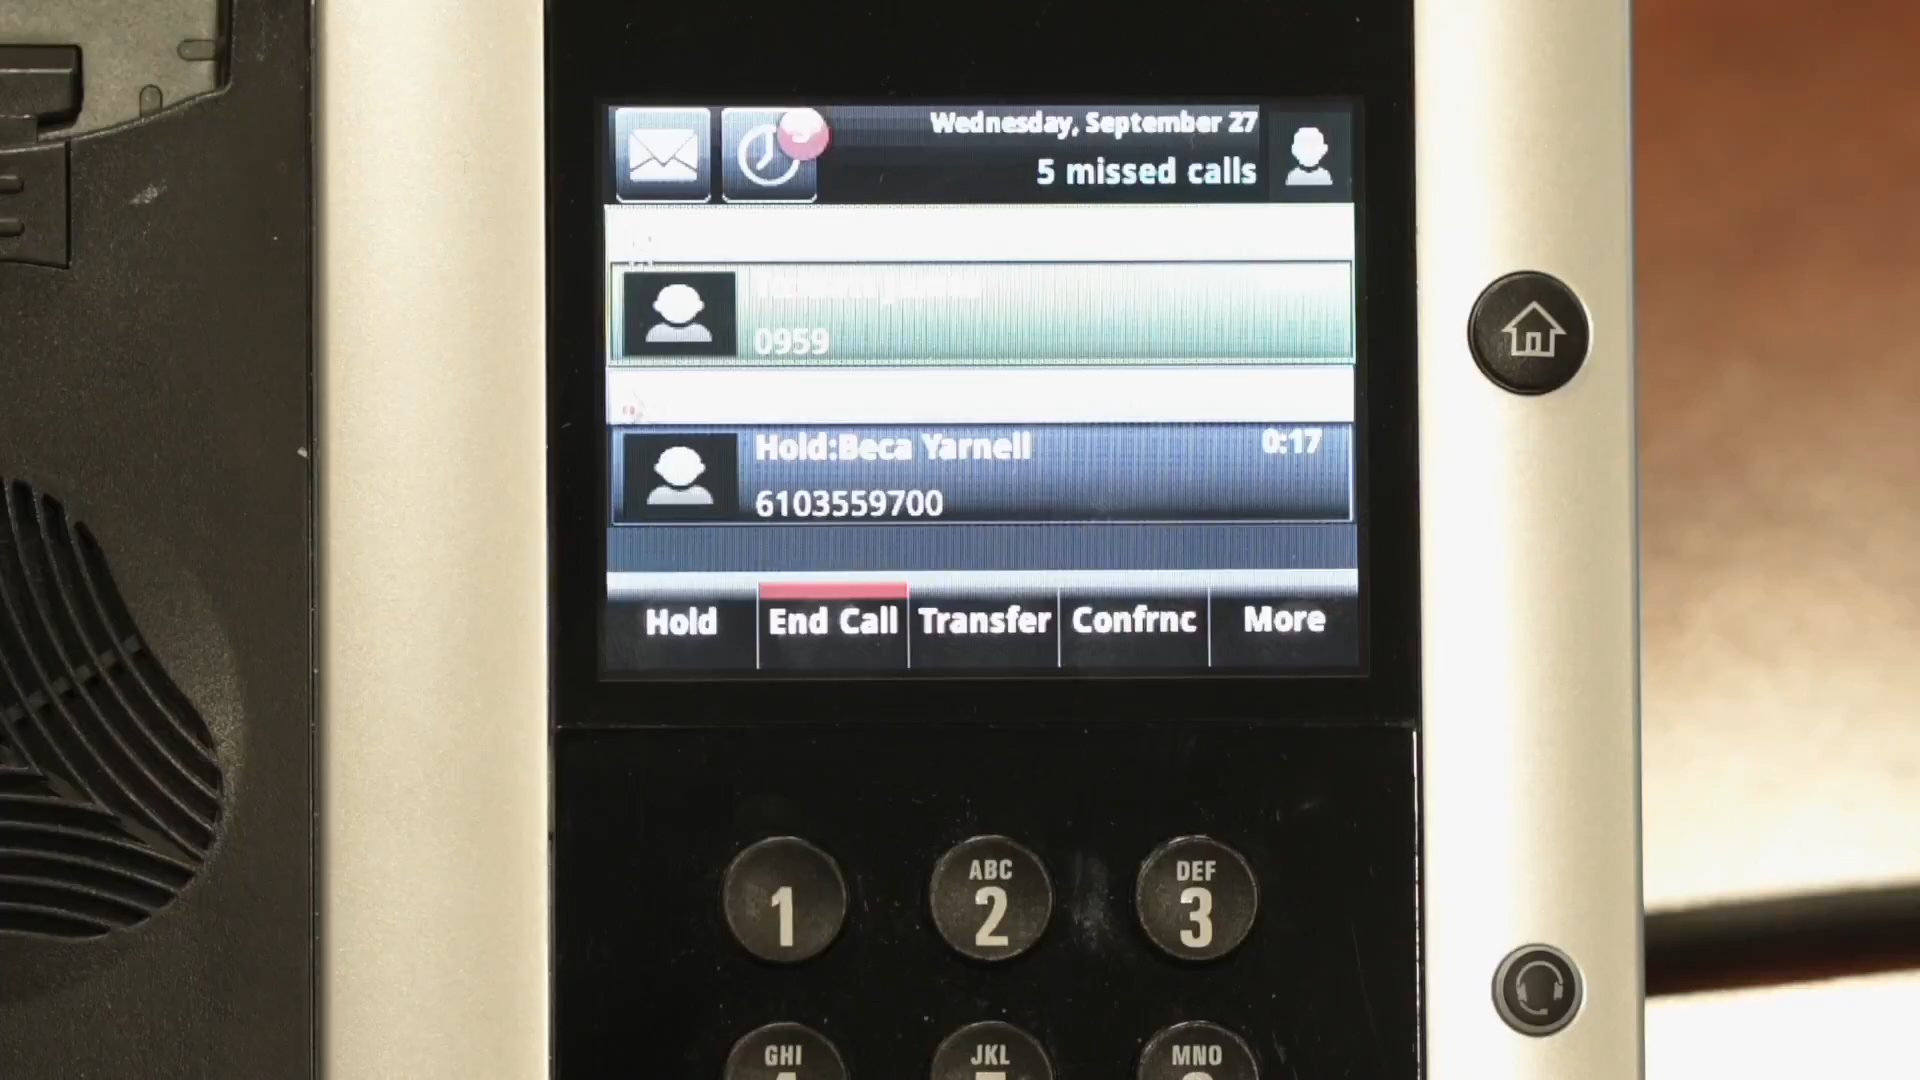 Wednesday, September 27
5 missed calls
0959
Hold:Beca Yarnell
0:17
6103559700
Hold
End Call
Transfer
Confrnc
More
1
ABC
2
DEF
3
GHI
JKL
MNO